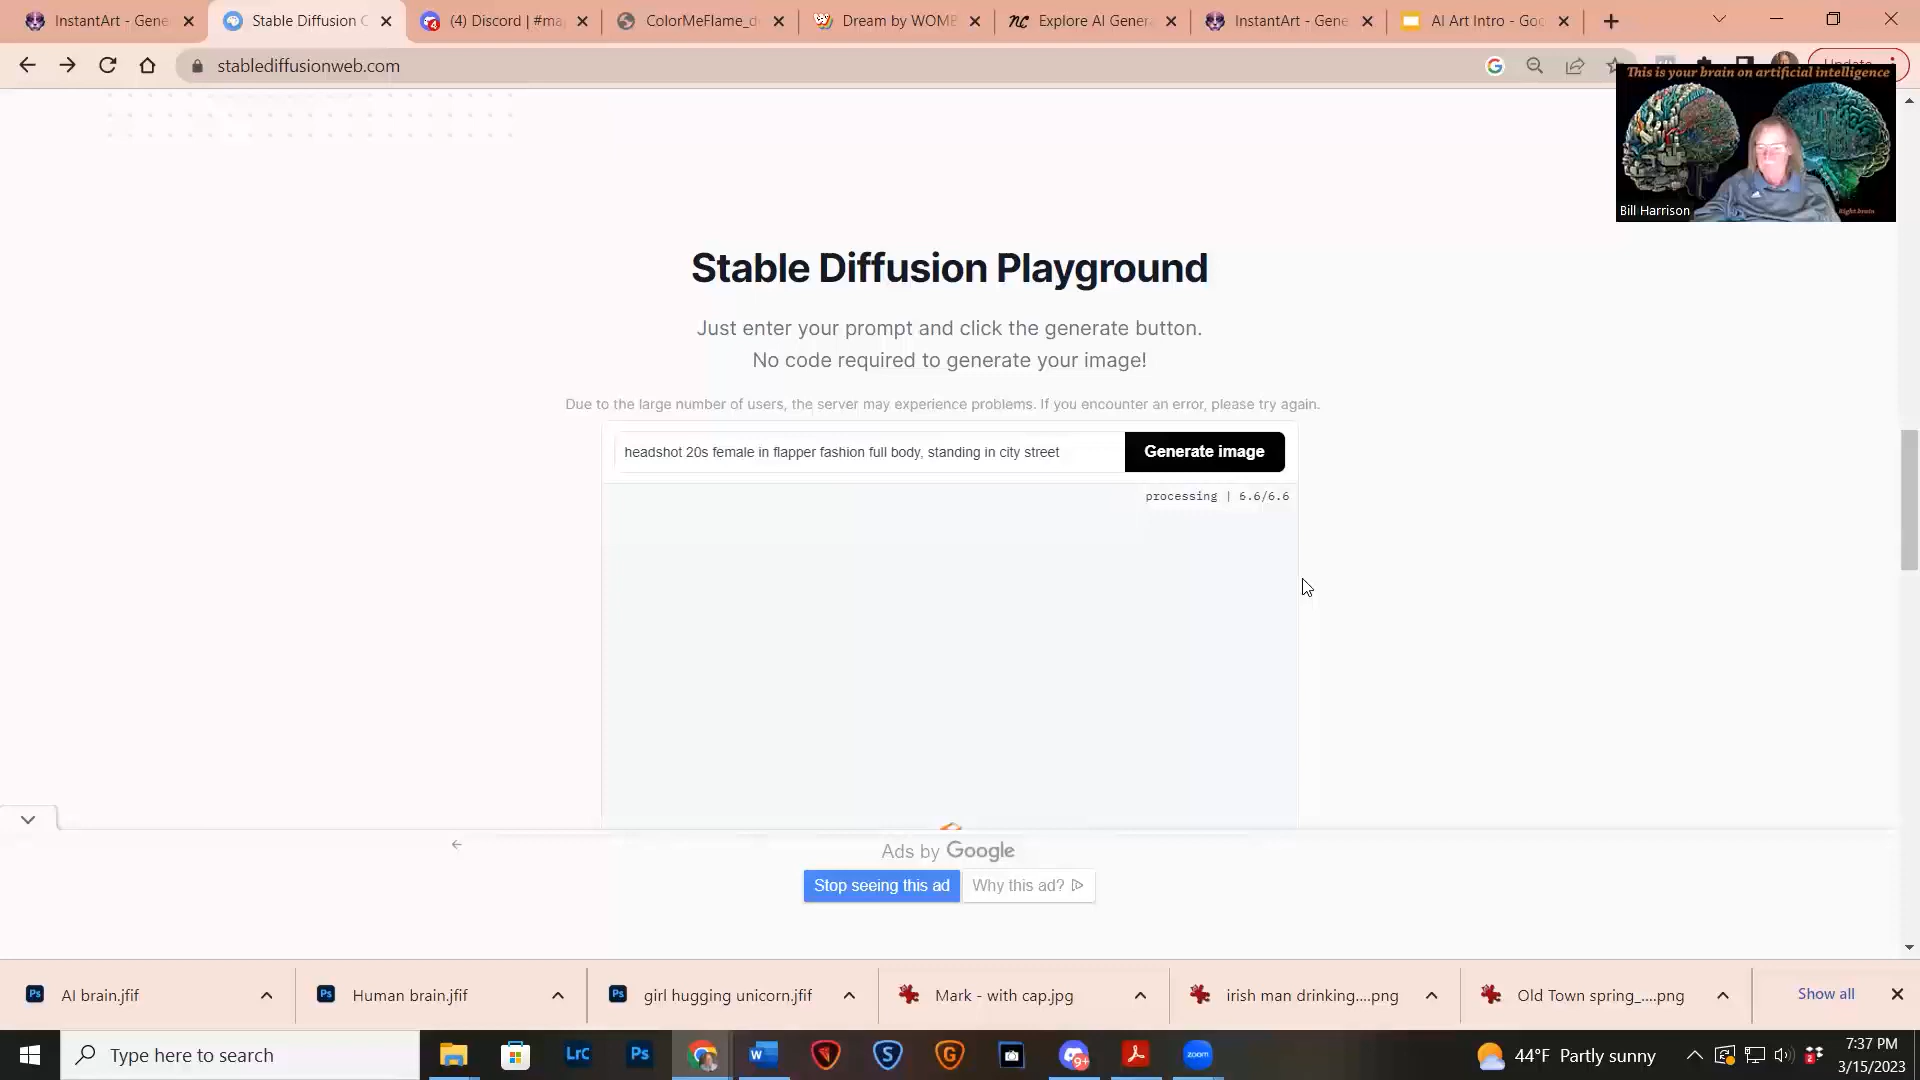 InstantArt - Gene
Stable Diffusion O
(4) Discord | #ma
ColorMeFlame_d
Dream by WOMB
Explore AI Genera
InstantArt - Gene
AI Art Intro - Goo
stablediffusionweb.com
Update
This is your brain on artificial intelligence
Right brain
Bill Harrison
Stable Diffusion Playground
Just enter your prompt and click the generate button.
No code required to generate your image!
Due to the large number of users, the server may experience problems. If you encounter an error, please try again.
headshot 20s female in flapper fashion full body, standing in city street
Generate image
processing | 6.6/6.6
Ads by Google
Stop seeing this ad
Why this ad?
AI brain.jfif
Human brain.jfif
girl hugging unicorn.jfif
Mark - with cap.jpg
irish man drinking....png
Old Town spring_....png
Show all
Type here to search
LrC
Ps
zoom
44°F Partly sunny
7:37 PM
3/15/2023